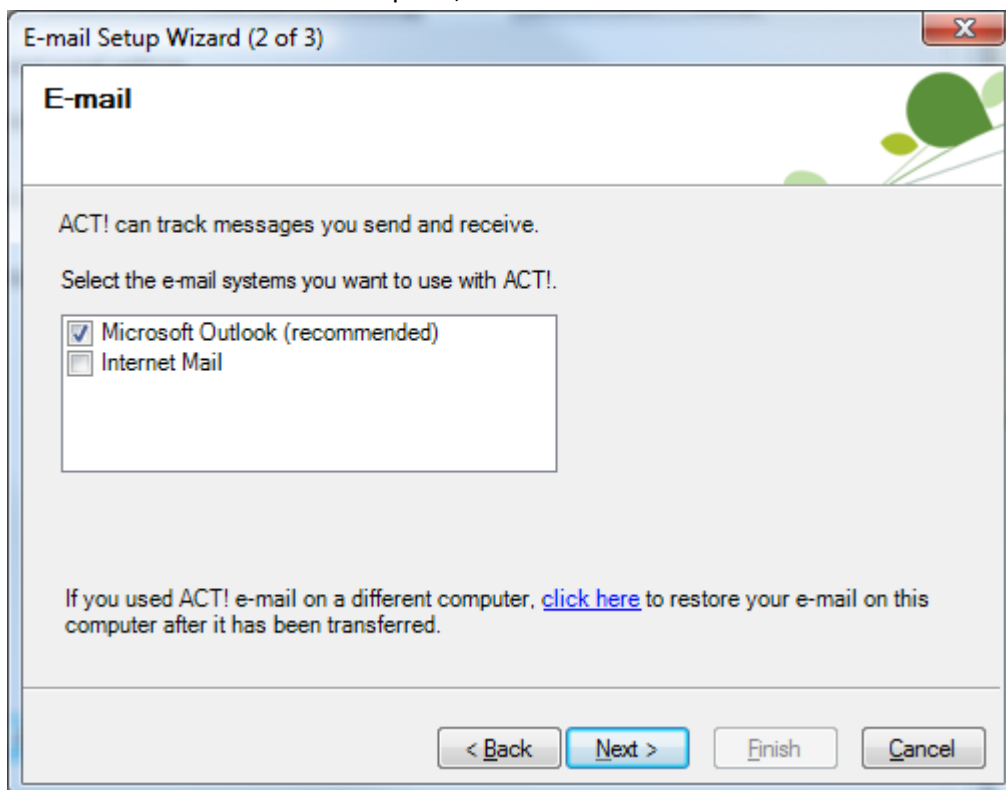 E-mail Setup Wizard (2 of 3)
E-mail
ACT! can track messages you send and receive.
Select the e-mail systems you want to use with ACT!.
Microsoft Outlook (recommended)
Internet Mail
If you used ACT! e-mail on a different computer, click here to restore your e-mail on this
computer after it has been transferred.
< Back Next > Finish Cancel